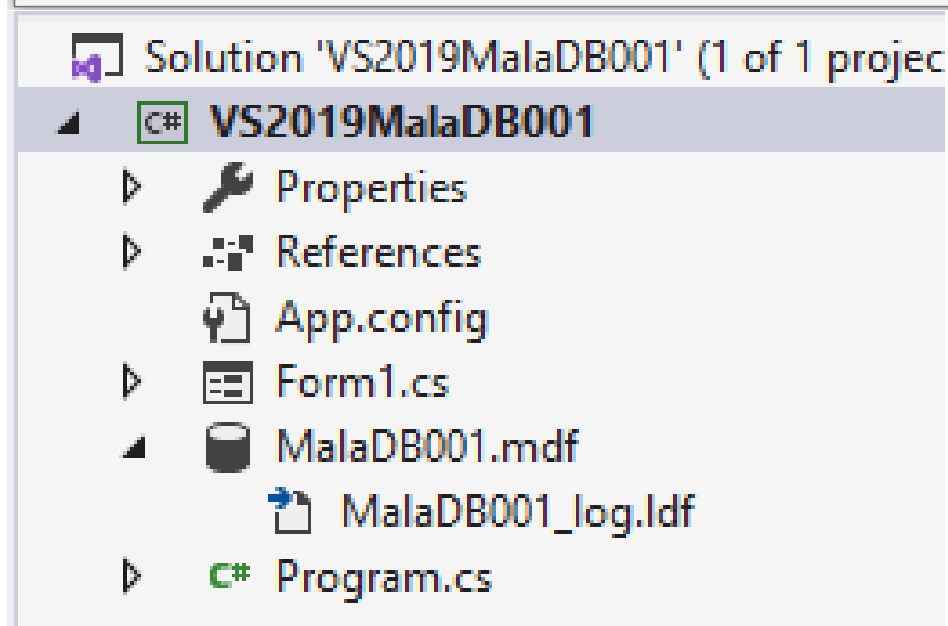 Solution 'VS2019MalaDB001' (1 of 1 projec
C# VS2019MalaDB001
Properties
References
App.config
Form1.cs
MalaDB001.mdf
MalaDB001_log.ldf
C# Program.cs